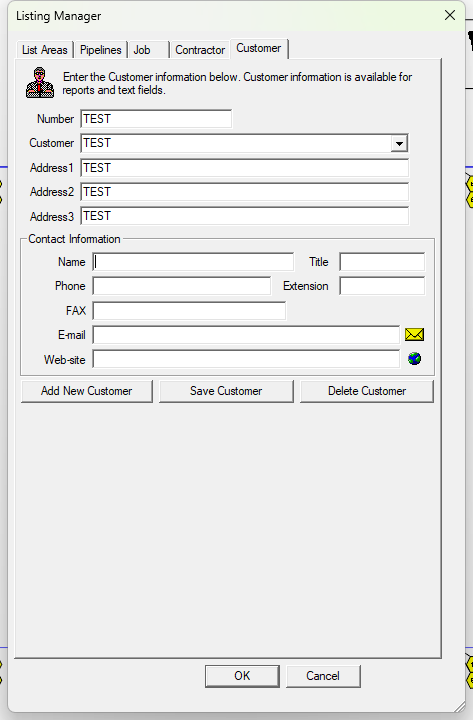 Listing Manager
List Areas Pipelines Job Contractor Customer
Enter the Customer information below. Customer information is available for
reports and text fields.
Number TEST
Customer TEST
Address1 TEST
Address2 TEST
Address3 TEST
Contact Information
Name Title
Phone Extension
FAX
E-mail
Web-site
Add New Customer Save Customer Delete Customer
OK Cancel